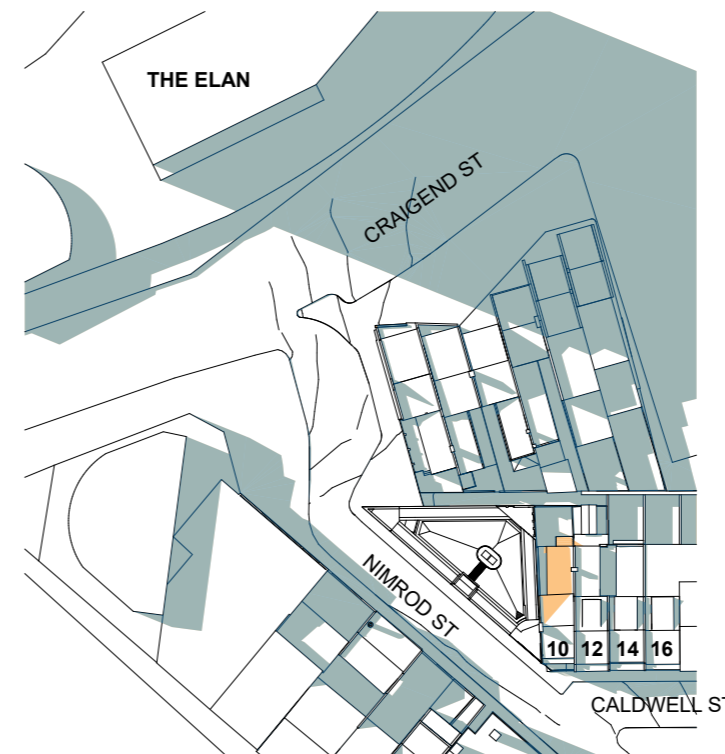 THE ELAN
CRAIGEND ST
NIMROD ST
10 12 14 16
CALDWELL ST